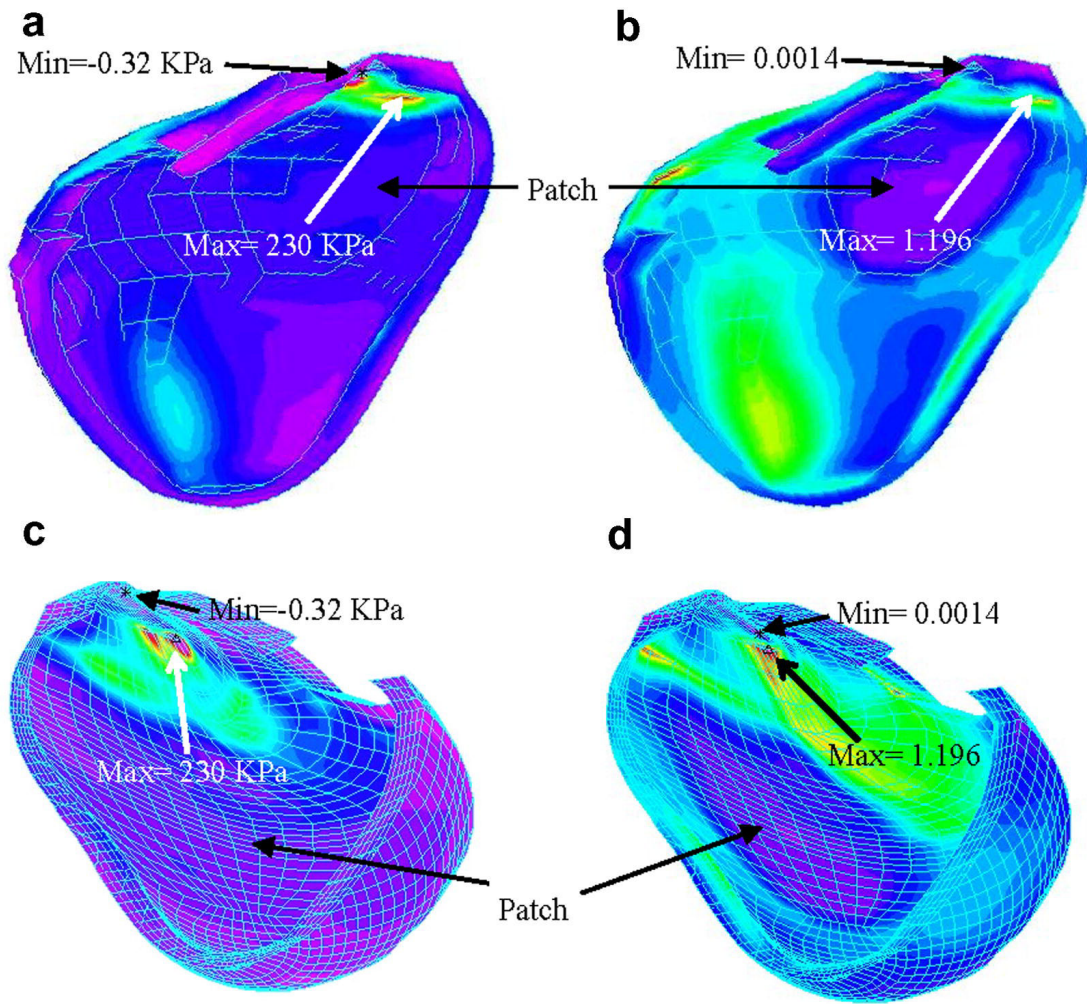 a
b
Min=-0.32 KPa
Min= 0.0014
Patch
Max= 230 KPa
Max= 1.196
c
d
Min=-0.32 KPa
Min= 0.0014
Max= 230 KPa
Max= 1.196
Patch